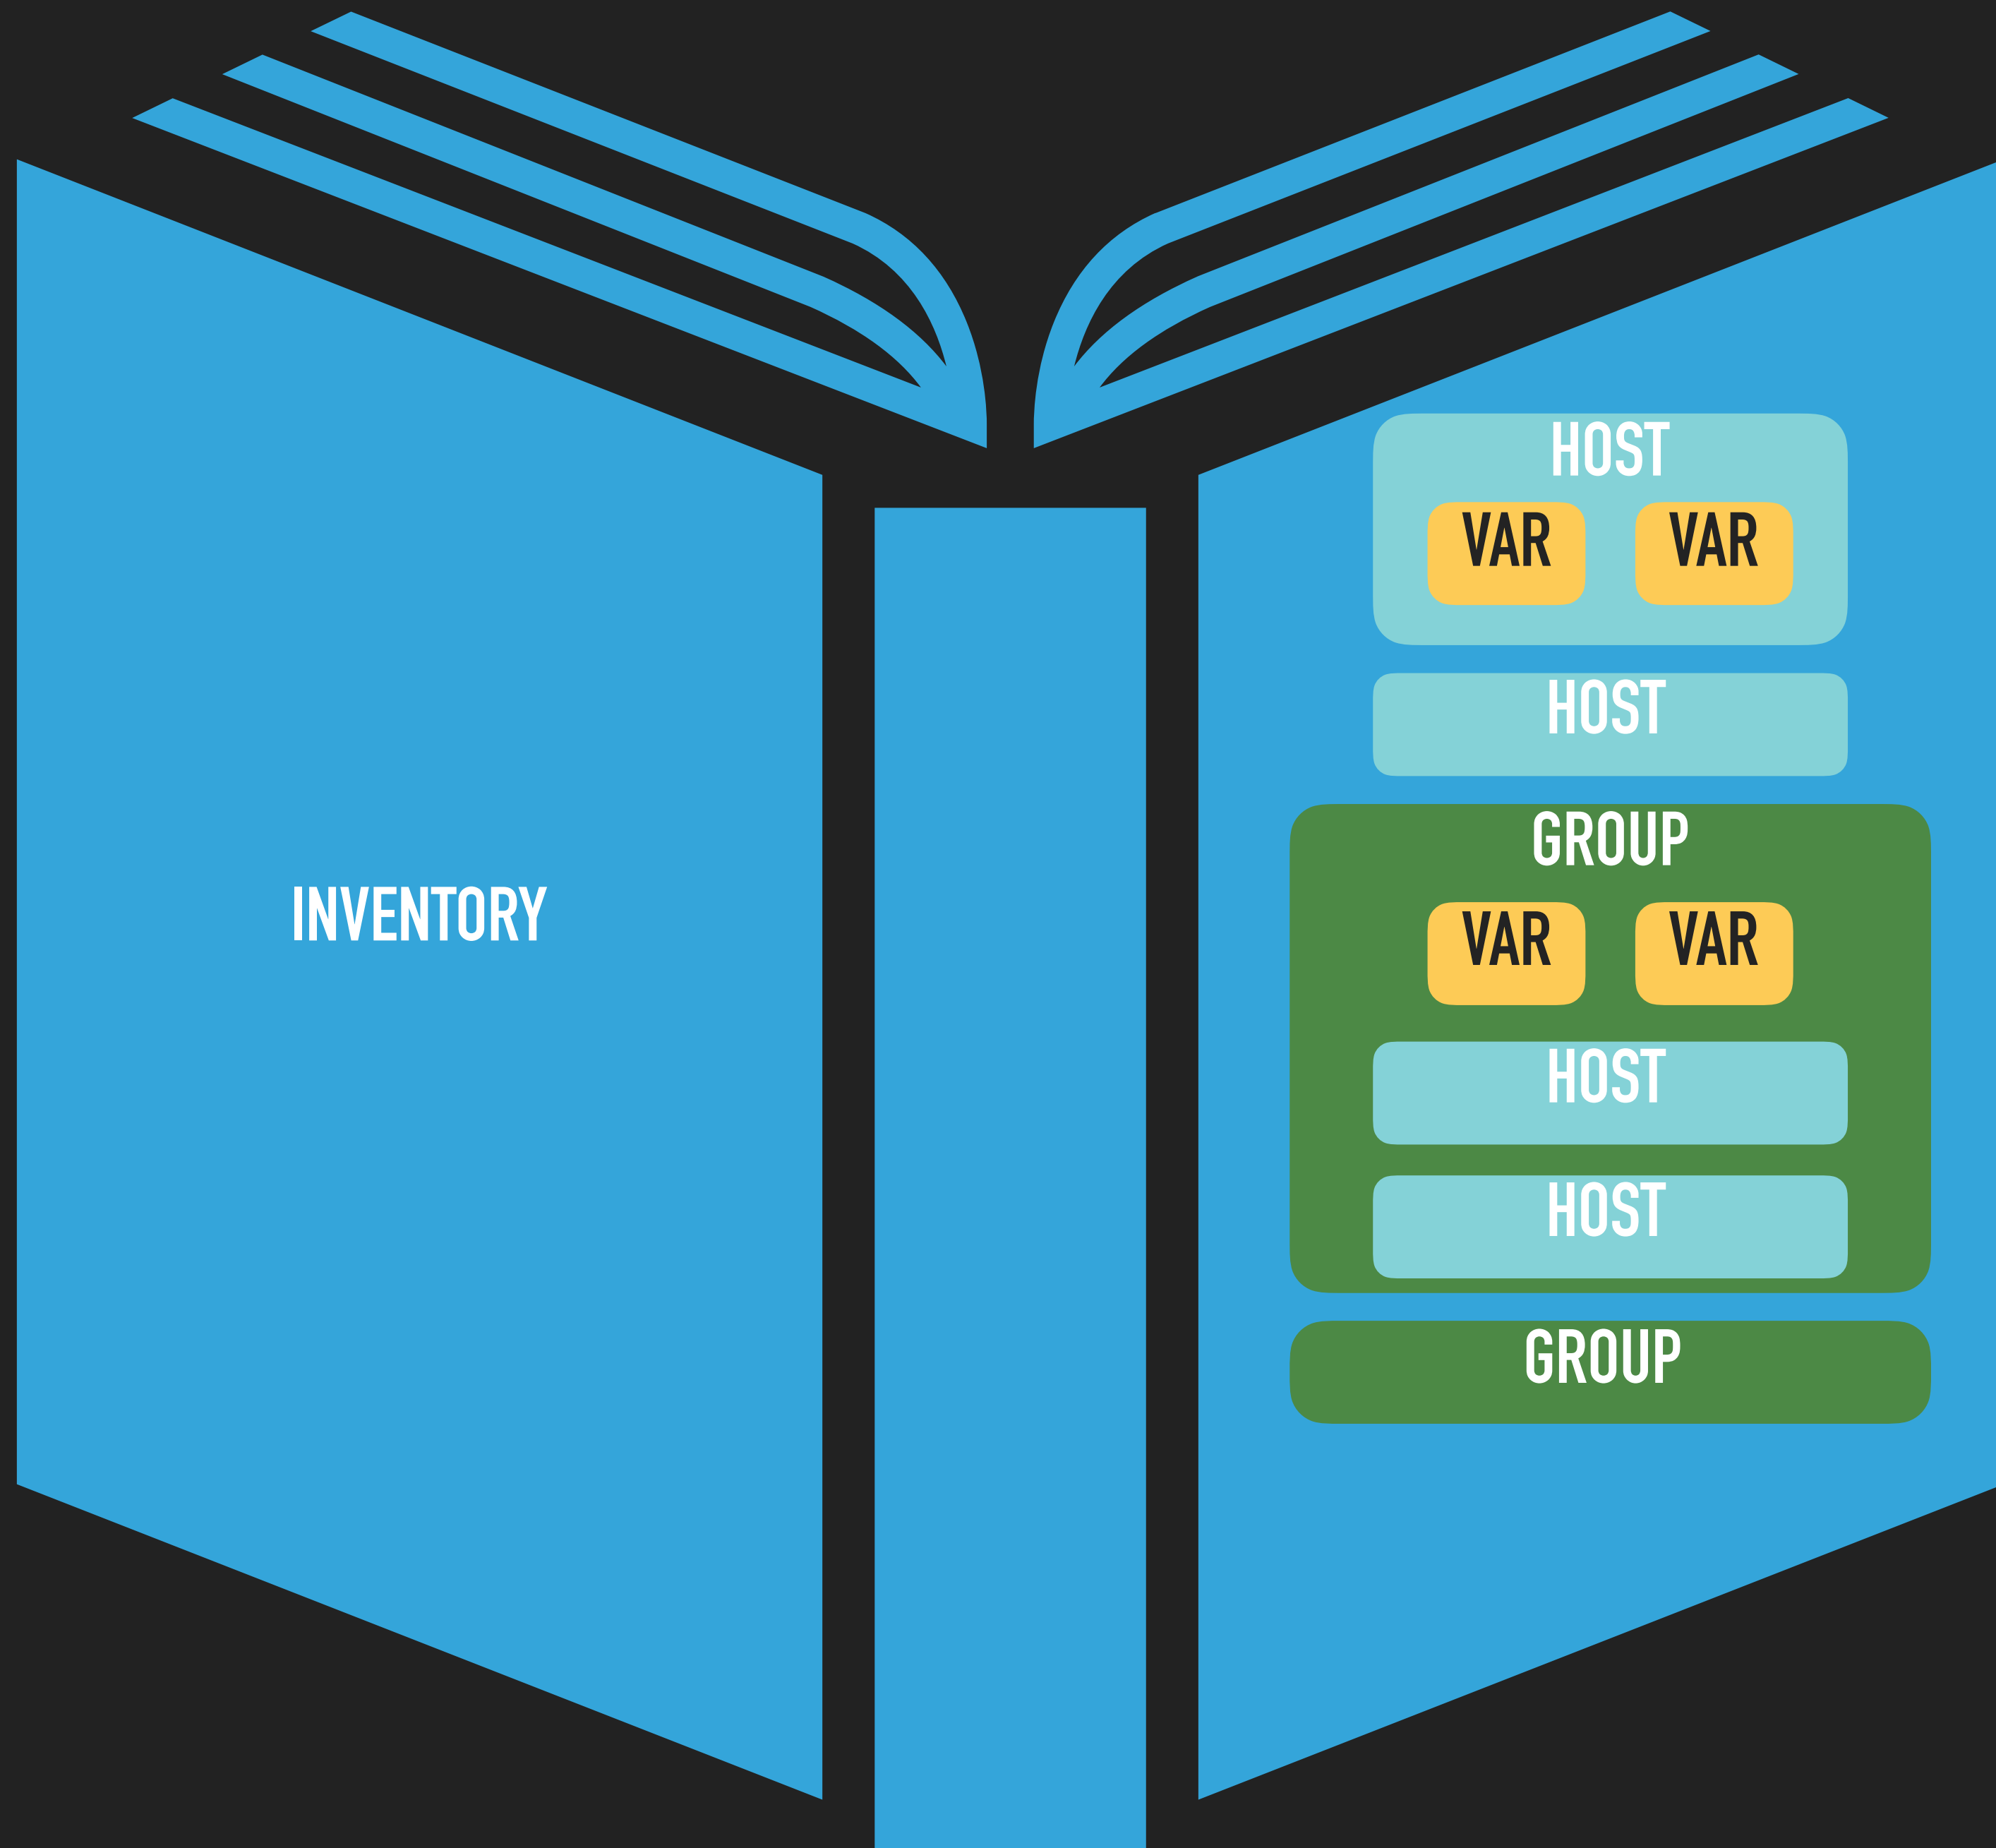 INVENTORY
HOST
VAR VAR
HOST
GROUP
VAR VAR
HOST
HOST
GROUP